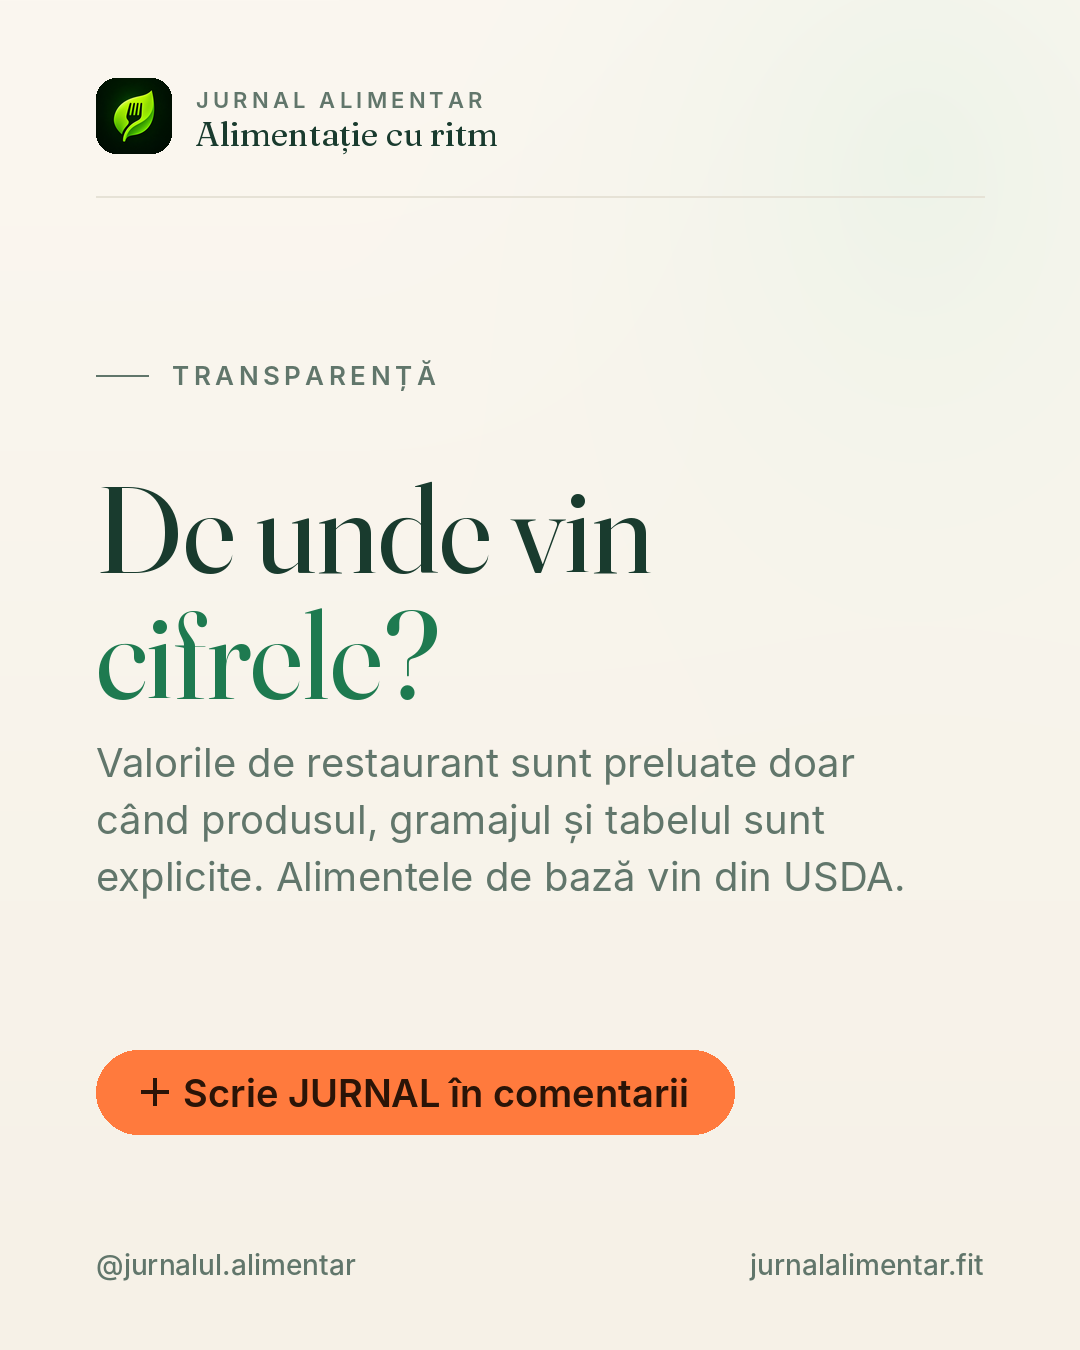 JURNAL ALIMENTAR
Alimentație cu ritm
TRANSPARENȚĂ
De unde vin
cifrele?
Valorile de restaurant sunt preluate doar
când produsul, gramajul și tabelul sunt
explicite. Alimentele de bază vin din USDA.
+ Scrie JURNAL în comentarii
@jurnalul.alimentar
jurnalalimentar.fit